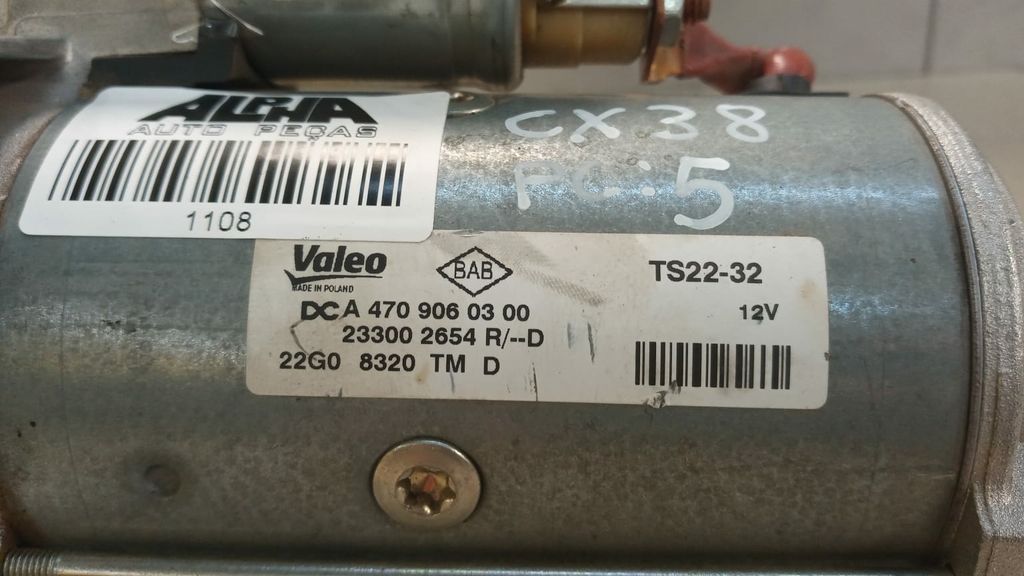 ALPHA
AUTO PEÇAS
1108
CX38
PC:5
Valeo
MADE IN POLAND
BAB
TS22-32
12V
DC A 470 906 03 00
23300 2654 R/--D
22G0 8320 TM D